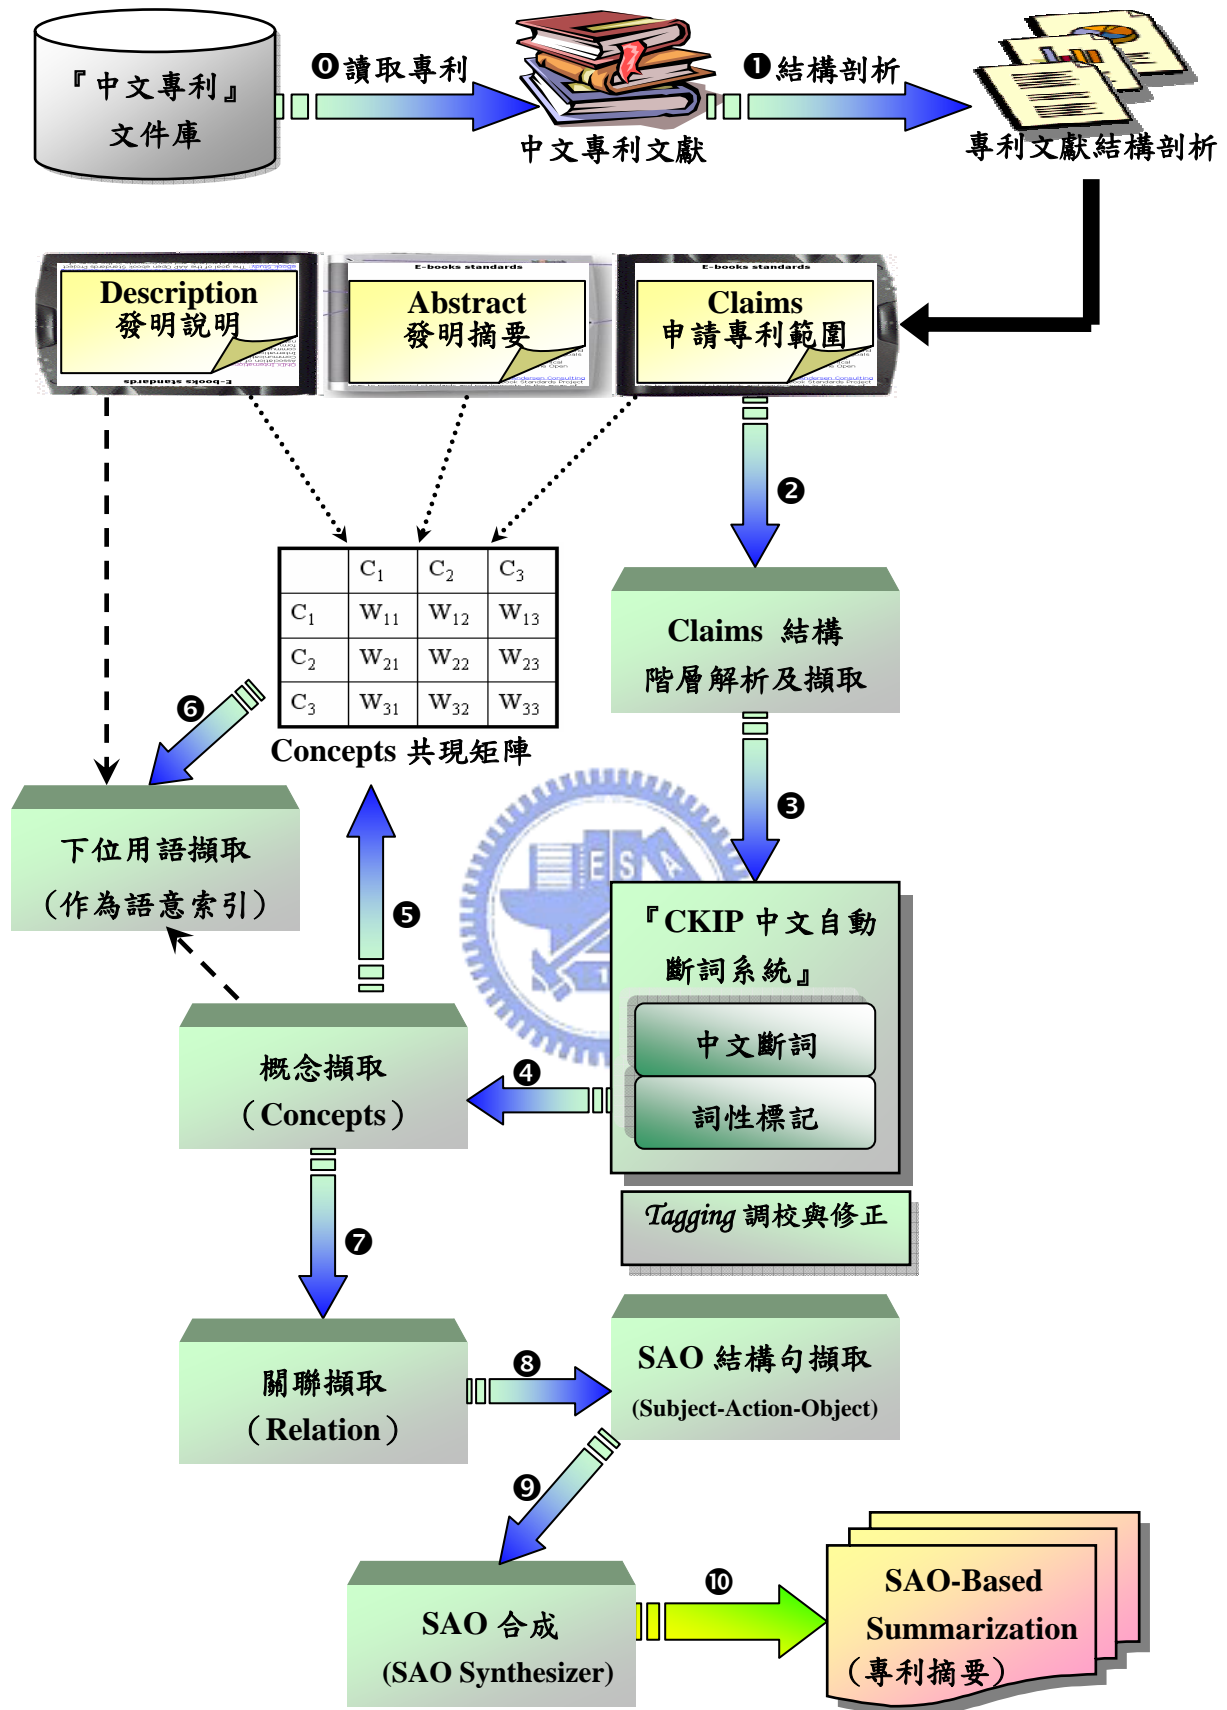 『中文專利』
文件庫
⓿讀取專利
中文專利文獻
❶結構剖析
專利文獻結構剖析
E-books standards
E-books standards
Description
發明說明
Abstract
發明摘要
Claims
申請專利範圍
E-books standards
❷
C1 C2 C3
C1 W11 W12 W13
C2 W21 W22 W23
C3 W31 W32 W33
Concepts 共現矩陣
Claims 結構
階層解析及擷取
❻
❸
下位用語擷取
（作為語意索引）
❺
E S A
『CKIP 中文自動
斷詞系統』
中文斷詞
詞性標記
Tagging 調校與修正
❹
概念擷取
（Concepts）
❼
關聯擷取
（Relation）
❽
SAO 結構句擷取
(Subject-Action-Object)
❾
SAO 合成
(SAO Synthesizer)
❿
SAO-Based
Summarization
（專利摘要）